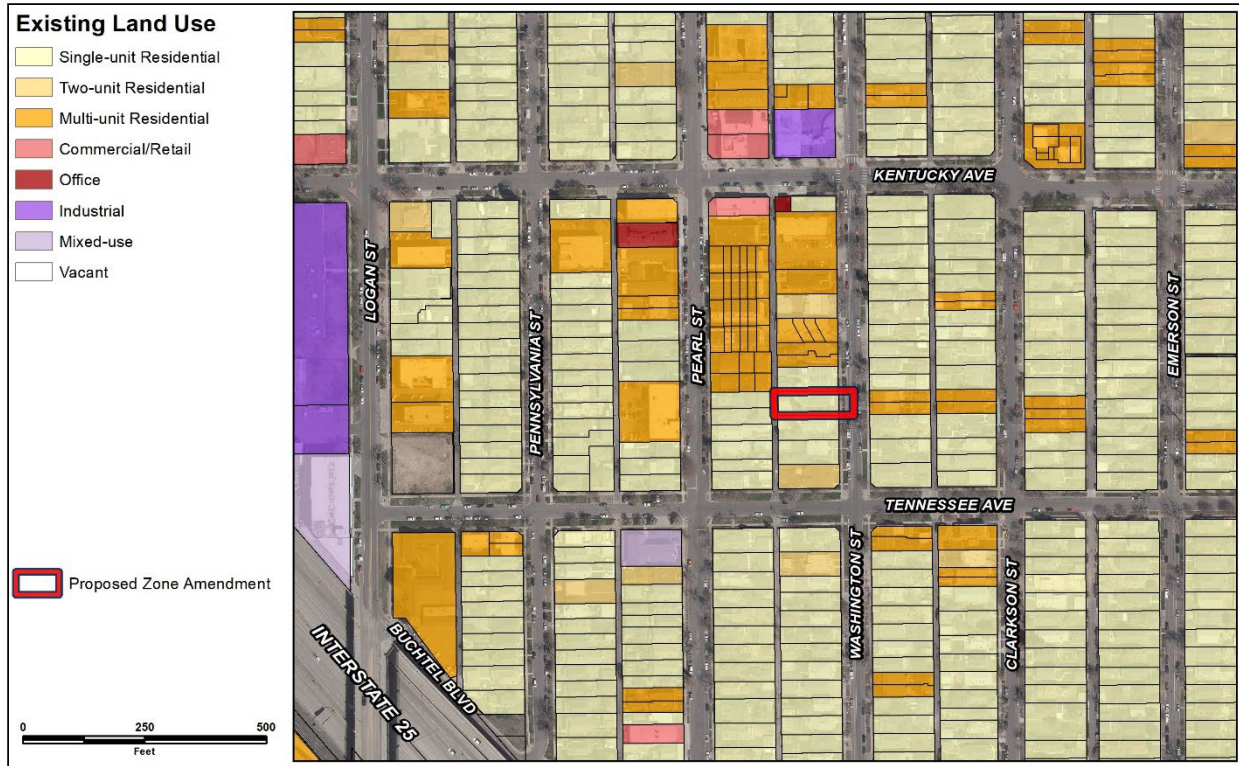 Existing Land Use
Single-unit Residential
Two-unit Residential
Multi-unit Residential
Commercial/Retail
Office
Industrial
Mixed-use
Vacant
Proposed Zone Amendment
0 250 500
Feet
KENTUCKY AVE
LOGAN ST
PENNSYLVANIA ST
PEARL ST
EMERSON ST
TENNESSEE AVE
WASHINGTON ST
CLARKSON ST
BUCHTEL BLVD
INTERSTATE 25